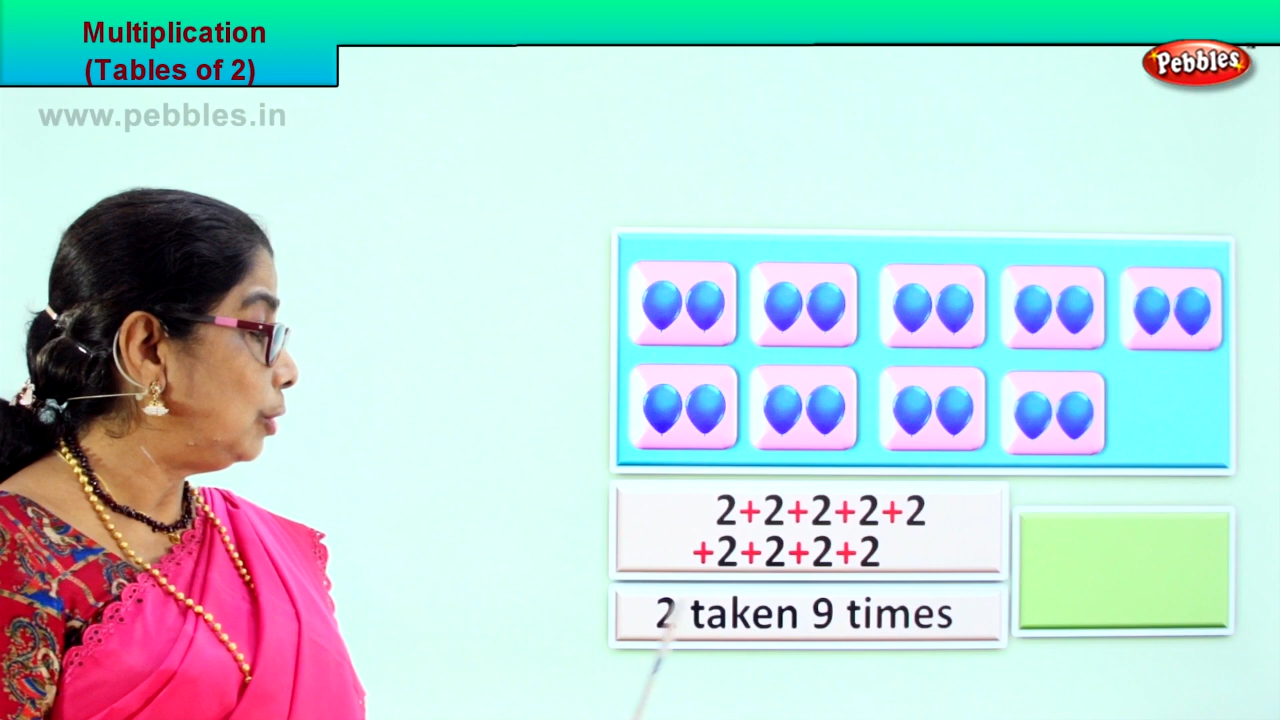 Multiplication
(Tables of 2)
Pebbles
www.pebbles.in
2+2+2+2+2
+2+2+2+2
2 taken 9 times